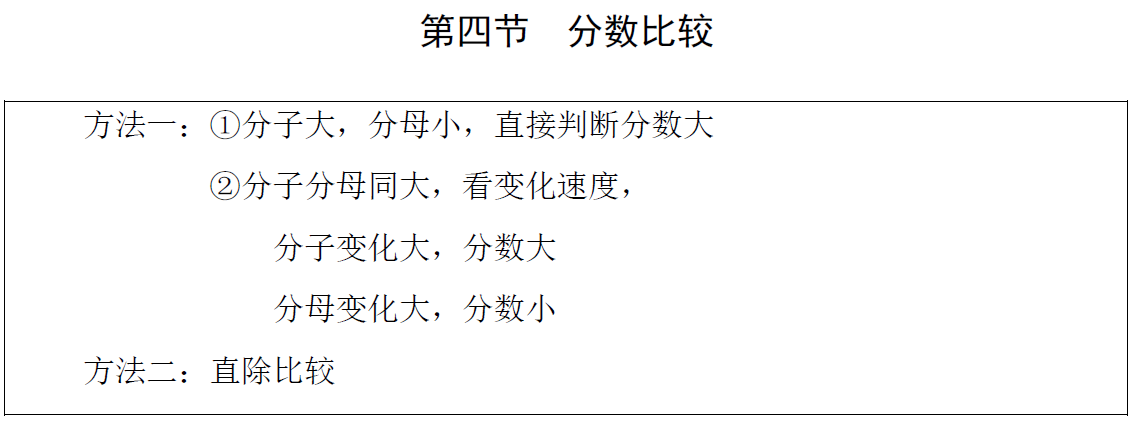 第四节　分数比较
方法一：①分子大，分母小，直接判断分数大
②分子分母同大，看变化速度，
分子变化大，分数大
分母变化大，分数小
方法二：直除比较